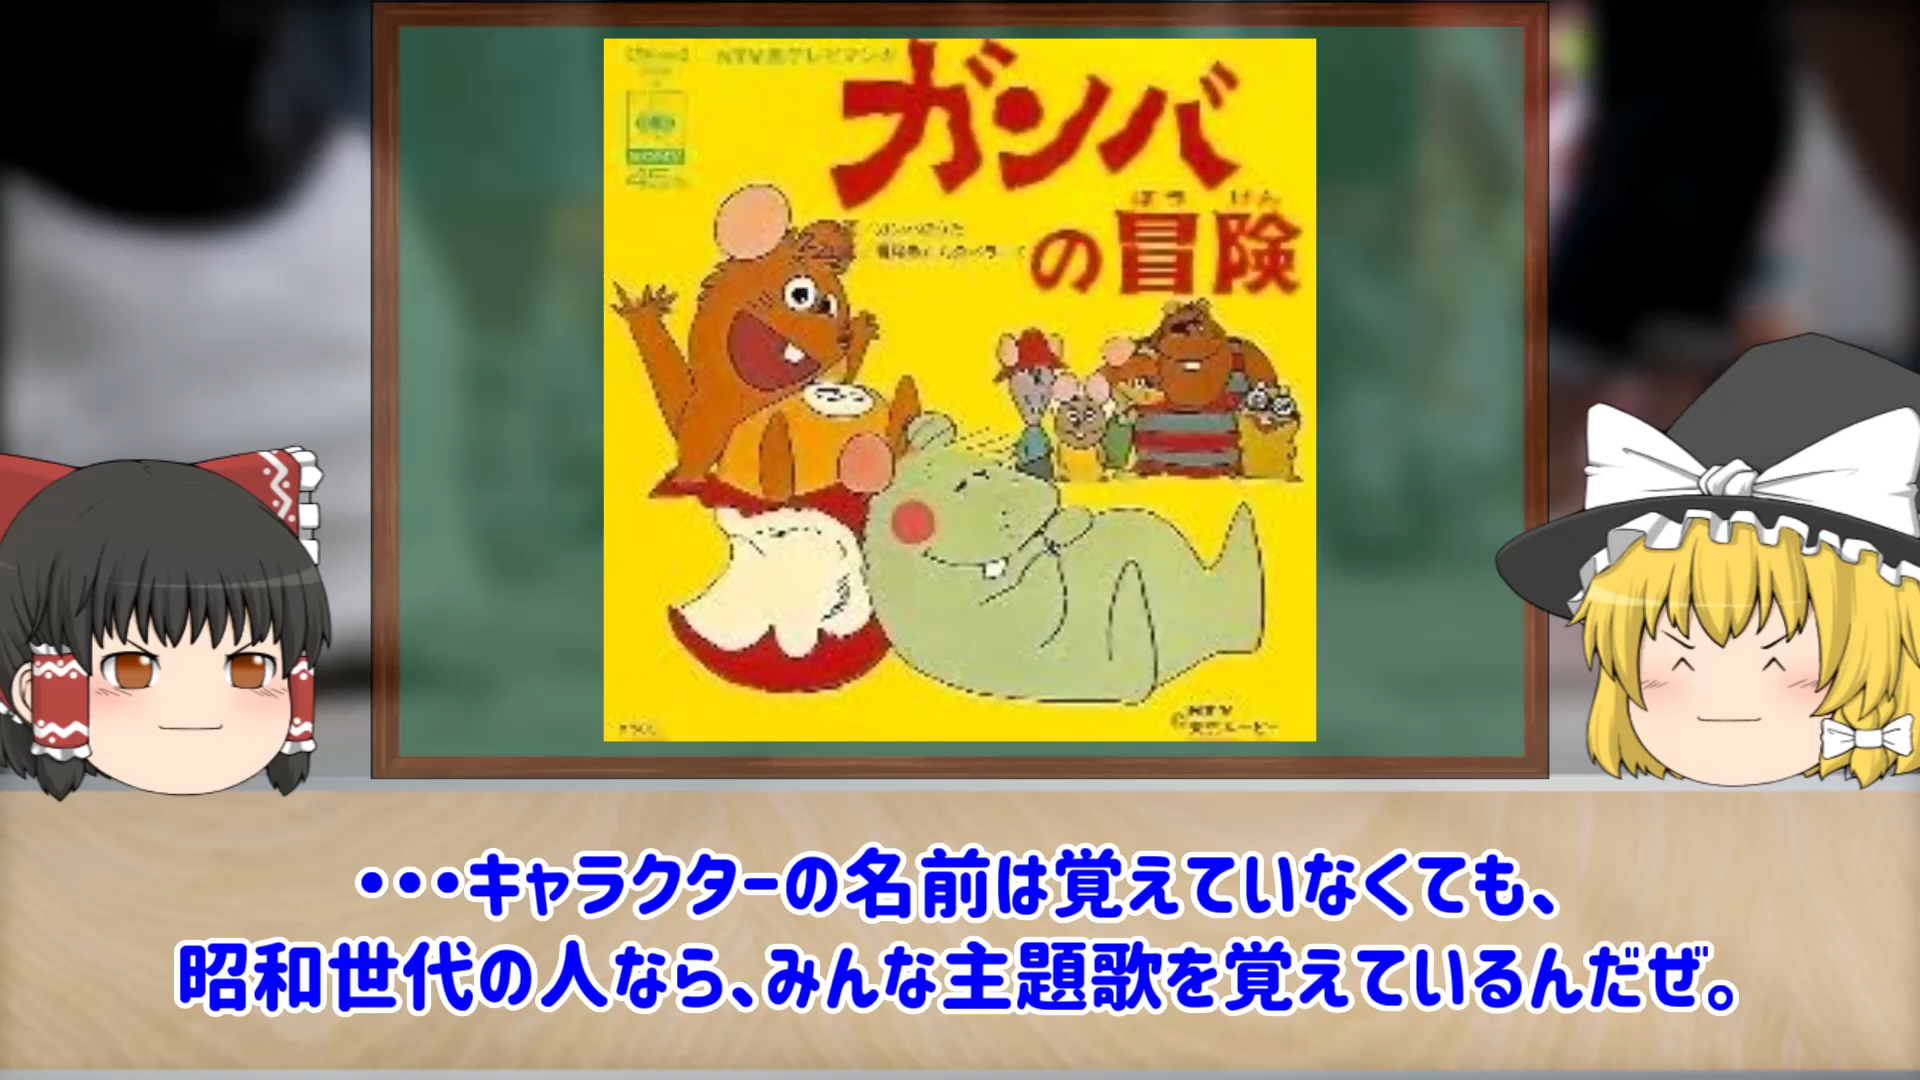 ガンバ
ぼうけん
の冒険
SONY
45
・・・キャラクターの名前は覚えていなくても、
昭和世代の人なら、みんな主題歌を覚えているんだぜ。